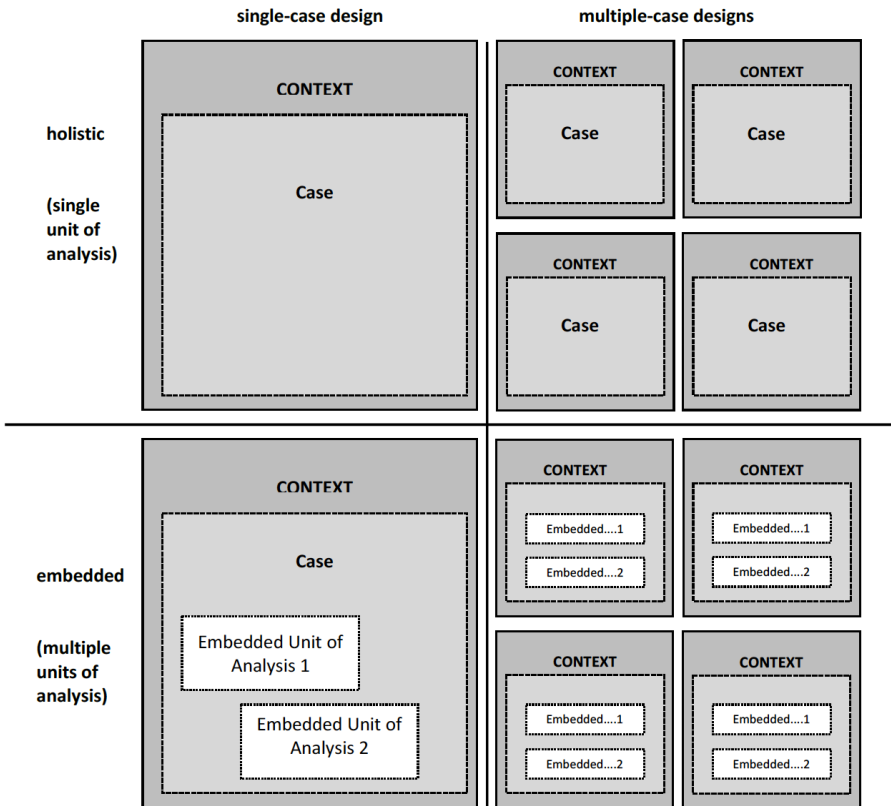 single-case design
multiple-case designs
holistic
(single
unit of
analysis)
CONTEXT
Case
CONTEXT
Case
CONTEXT
Case
CONTEXT
Case
CONTEXT
Case
embedded
(multiple
units of
analysis)
CONTEXT
Case
Embedded Unit of
Analysis 1
Embedded Unit of
Analysis 2
CONTEXT
Embedded....1
Embedded....2
CONTEXT
Embedded....1
Embedded....2
CONTEXT
Embedded....1
Embedded....2
CONTEXT
Embedded....1
Embedded....2